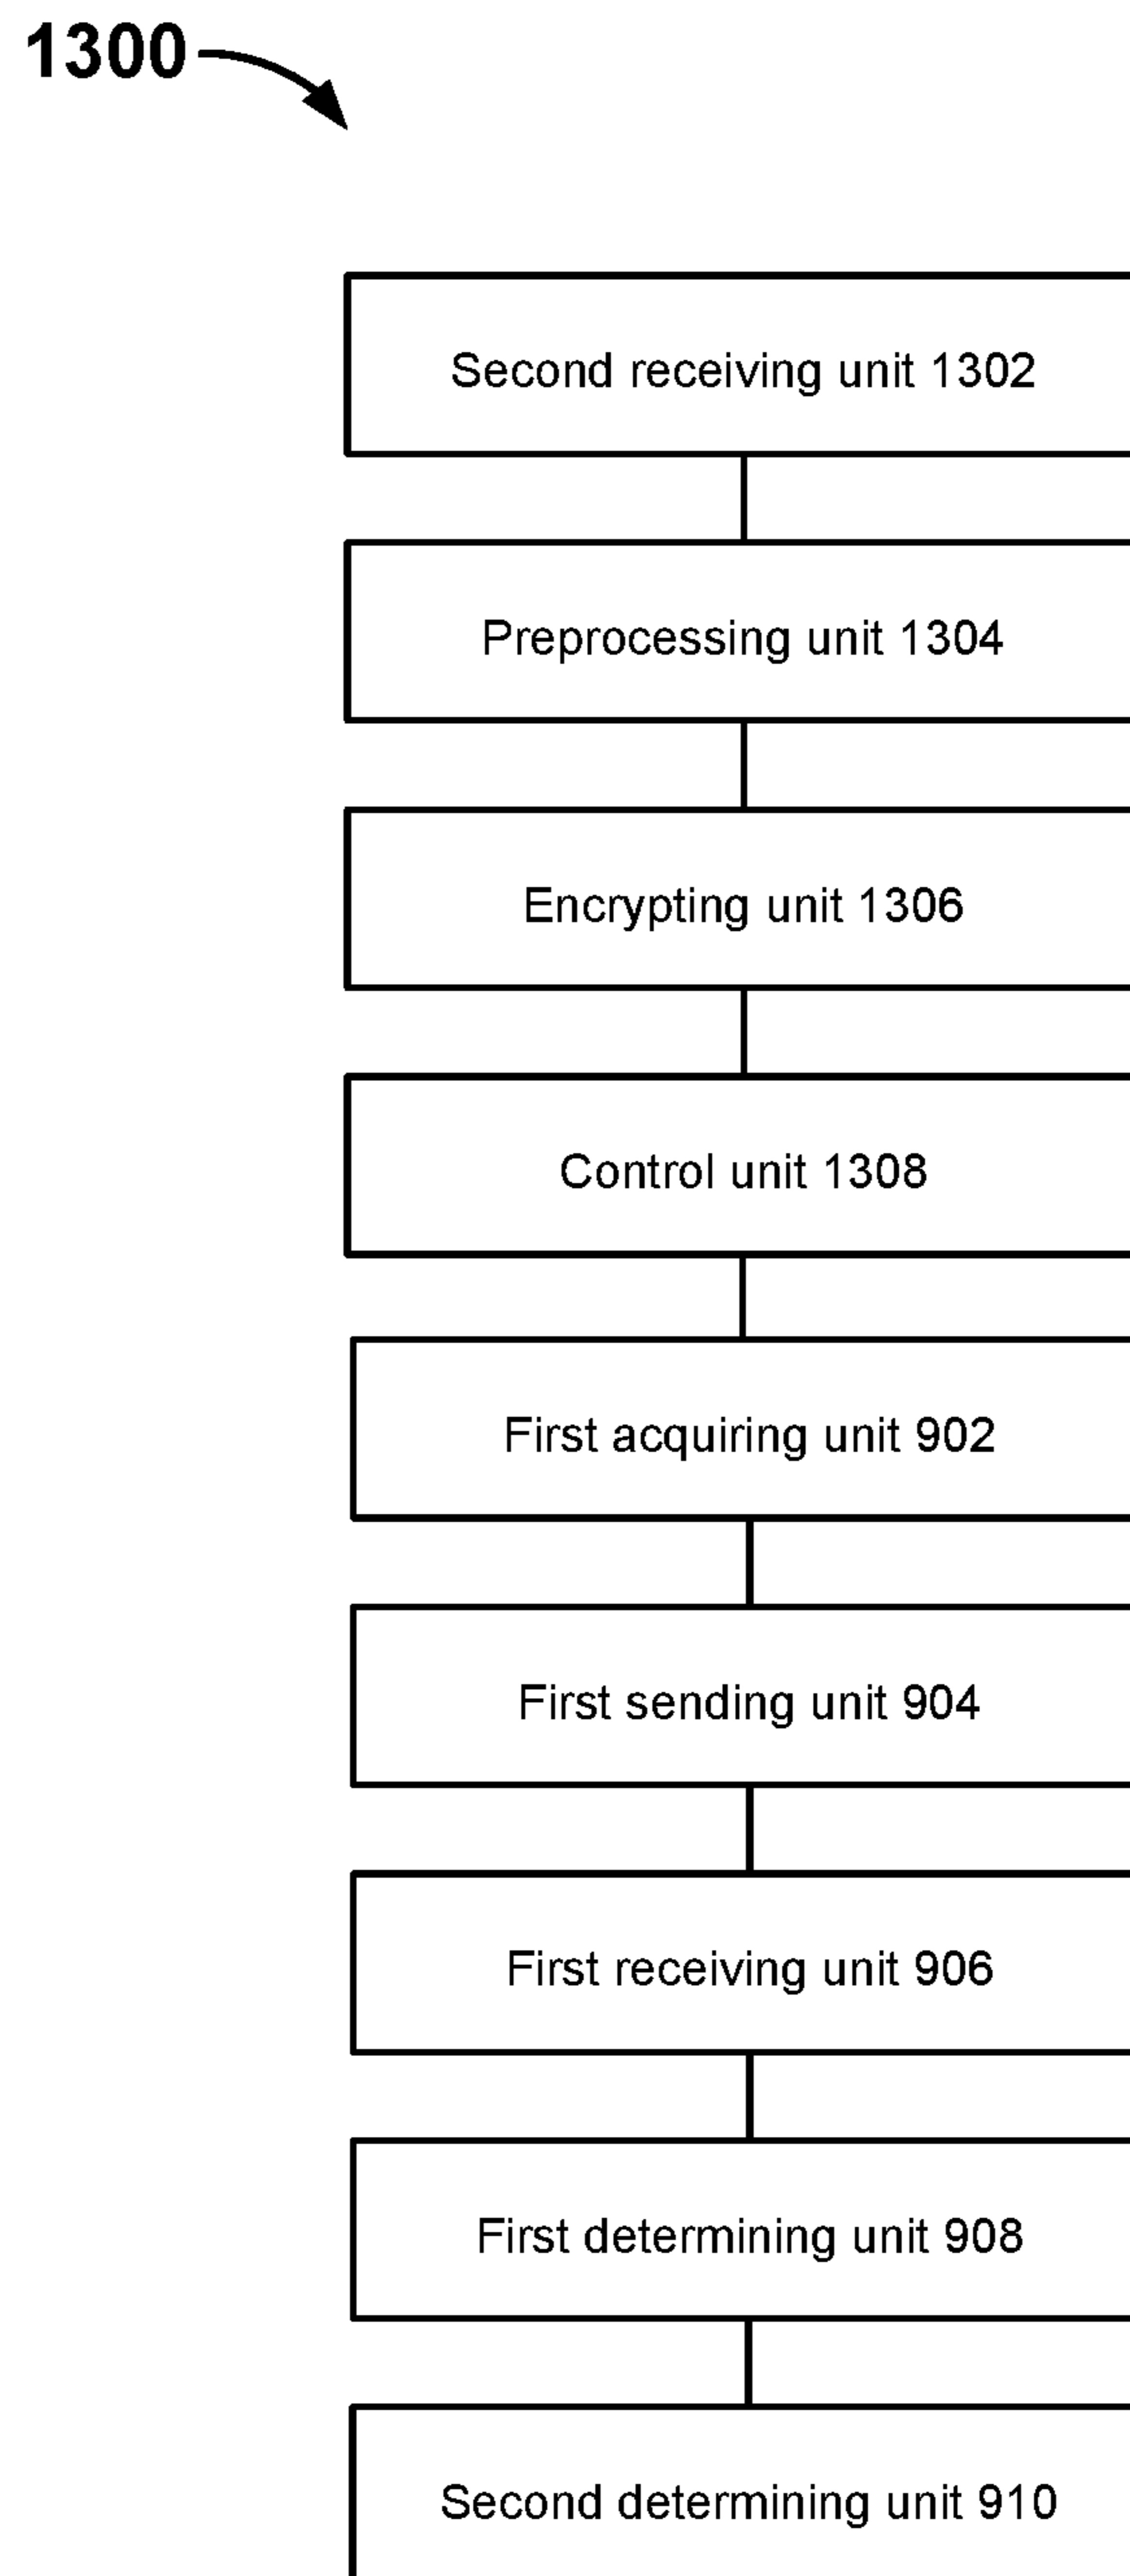 1300
Second receiving unit 1302
Preprocessing unit 1304
Encrypting unit 1306
Control unit 1308
First acquiring unit 902
First sending unit 904
First receiving unit 906
First determining unit 908
Second determining unit 910